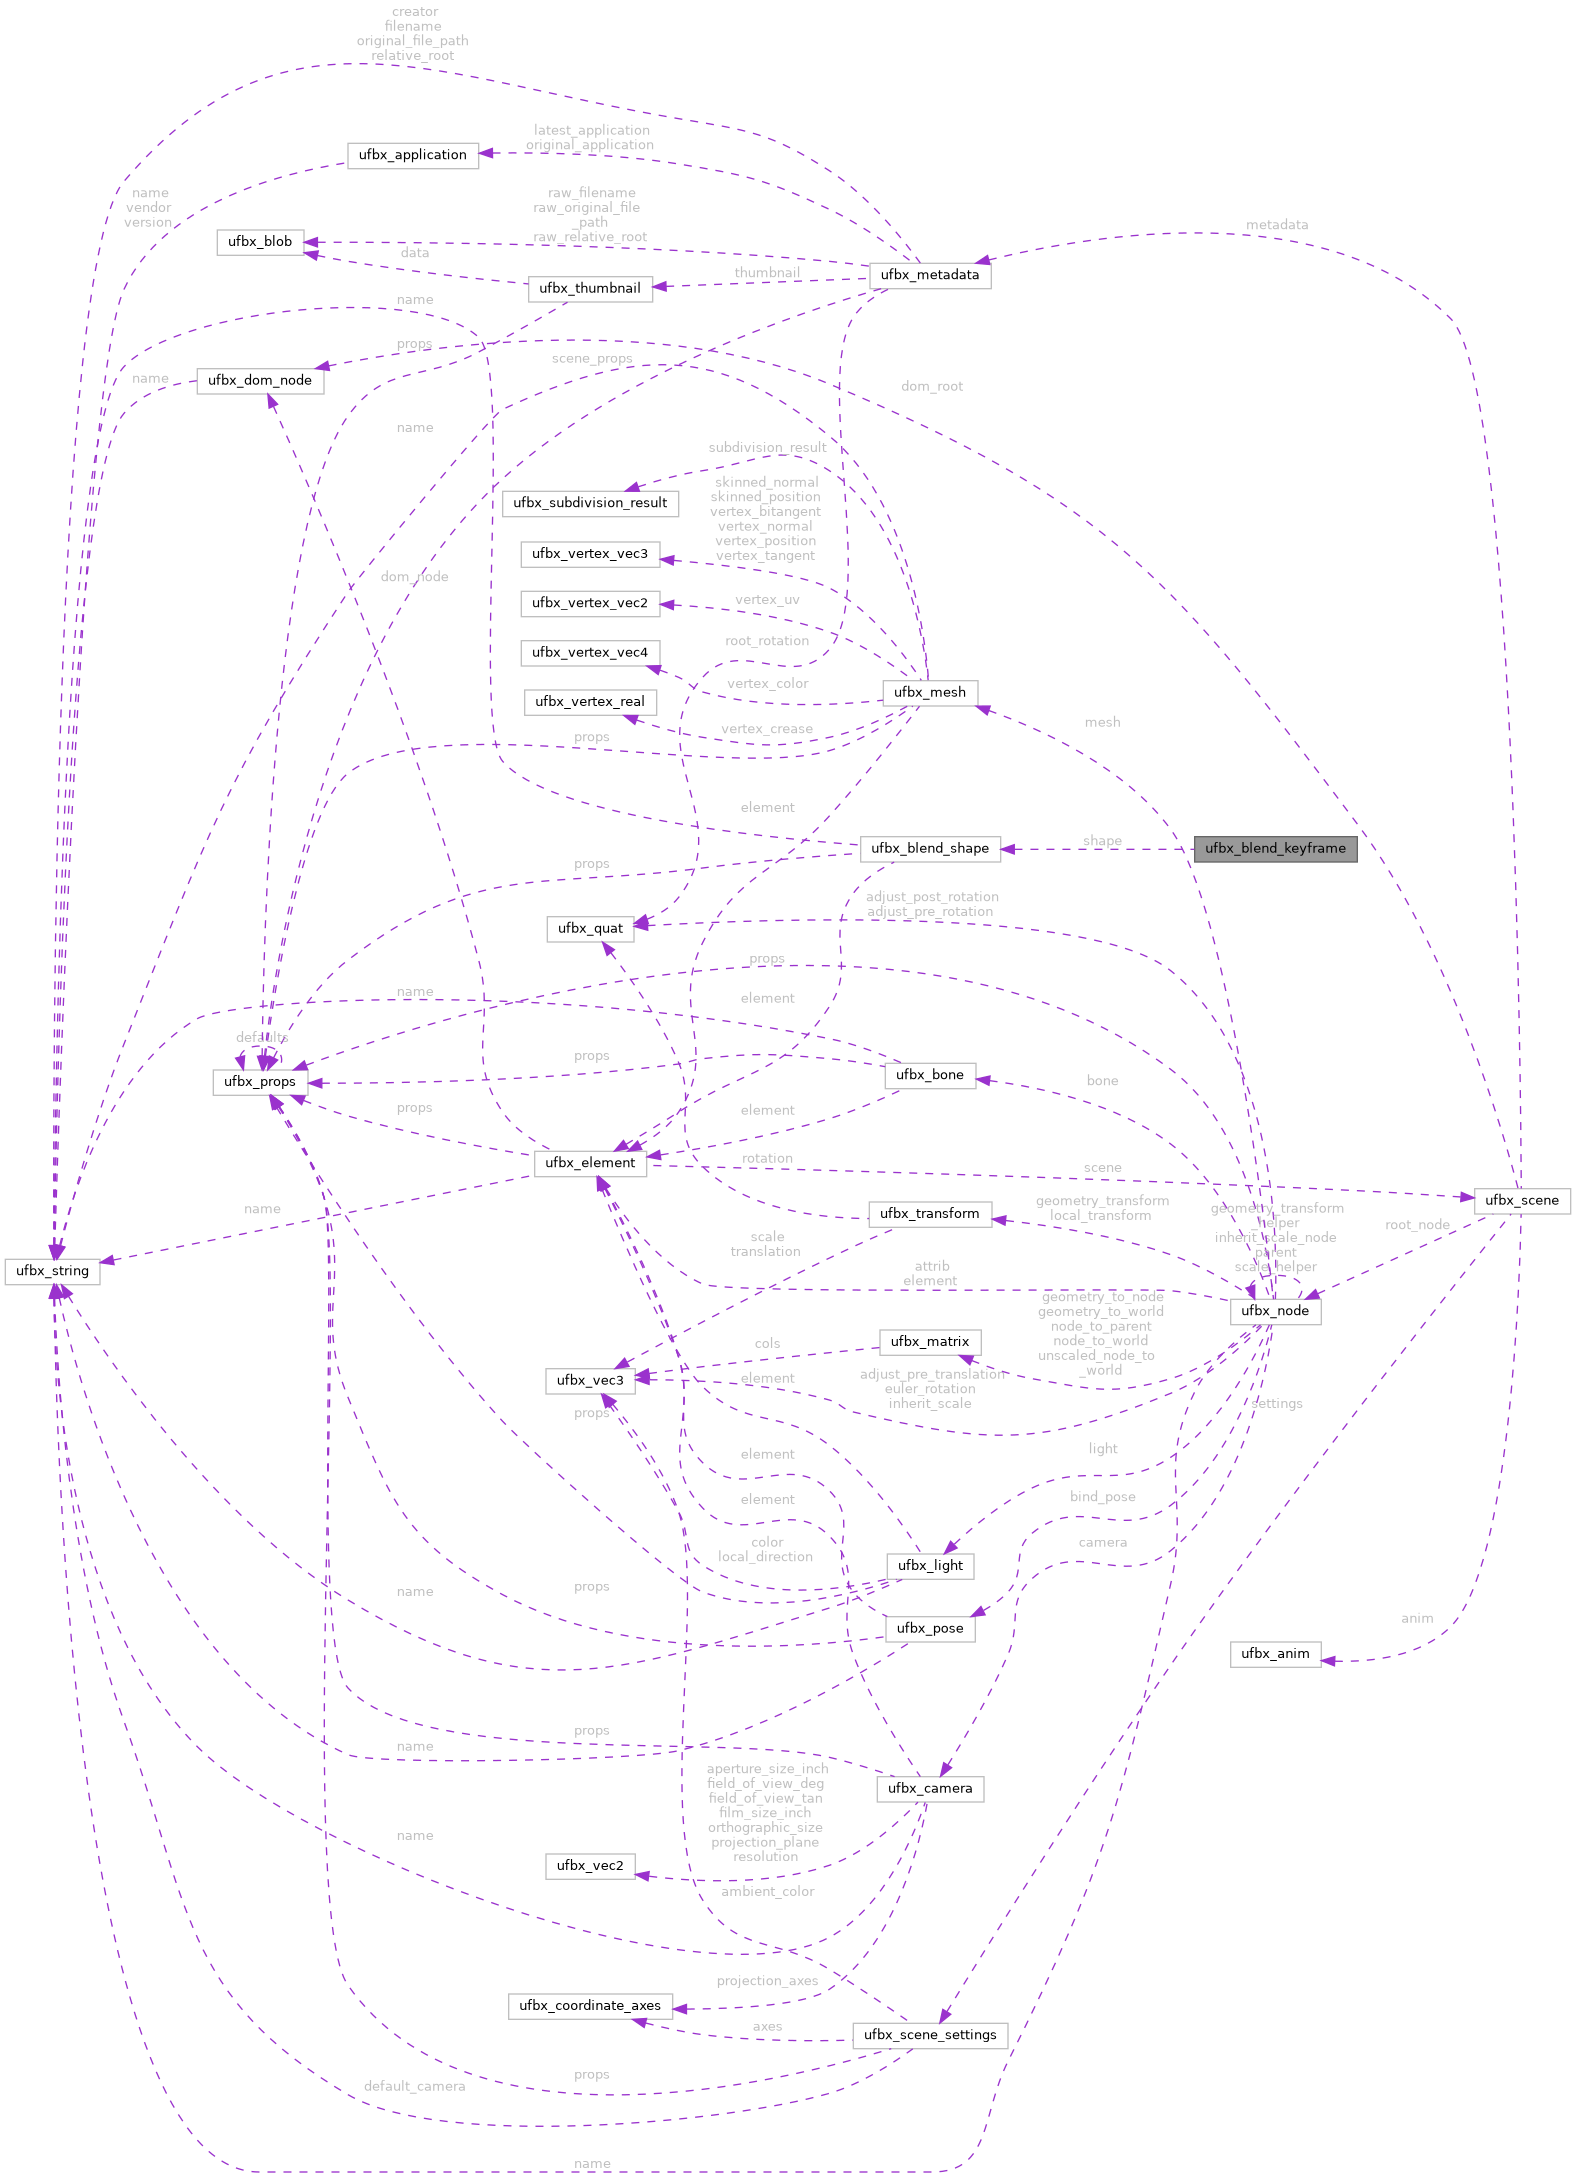 creator
filename
original_file_path
relative_root
latest_application
original_application
ufbx_application
name
vendor
version
raw_filename
raw_original_file
_path
raw_relative_root
metadata
ufbx_blob
data
thumbnail
ufbx_metadata
ufbx_thumbnail
name
props
scene_props
ufbx_dom_node
name
dom_root
name
subdivision_result
skinned_normal
skinned_position
vertex_bitangent
vertex_normal
vertex_position
vertex_tangent
ufbx_subdivision_result
ufbx_vertex_vec3
dom_node
vertex_uv
ufbx_vertex_vec2
root_rotation
ufbx_vertex_vec4
vertex_color
ufbx_mesh
ufbx_vertex_real
vertex_crease
mesh
props
element
ufbx_blend_shape
shape
ufbx_blend_keyframe
props
adjust_post_rotation
adjust_pre_rotation
ufbx_quat
props
name
element
defaults
ufbx_props
props
ufbx_bone
bone
props
element
ufbx_element
rotation
scene
ufbx_scene
name
ufbx_transform
geometry_transform
local_transform
geometry_transform
_helper
inherit_scale_node
parent
scale_helper
root_node
scale
translation
ufbx_string
attrib
element
ufbx_node
geometry_to_node
geometry_to_world
node_to_parent
node_to_world
unscaled_node_to
_world
ufbx_matrix
cols
ufbx_vec3
element
adjust_pre_translation
euler_rotation
inherit_scale
settings
props
element
light
element
bind_pose
color
local_direction
camera
ufbx_light
name
props
ufbx_pose
anim
ufbx_anim
name
props
aperture_size_inch
field_of_view_deg
field_of_view_tan
film_size_inch
orthographic_size
projection_plane
resolution
ufbx_camera
name
ufbx_vec2
ambient_color
projection_axes
ufbx_coordinate_axes
axes
ufbx_scene_settings
props
default_camera
name